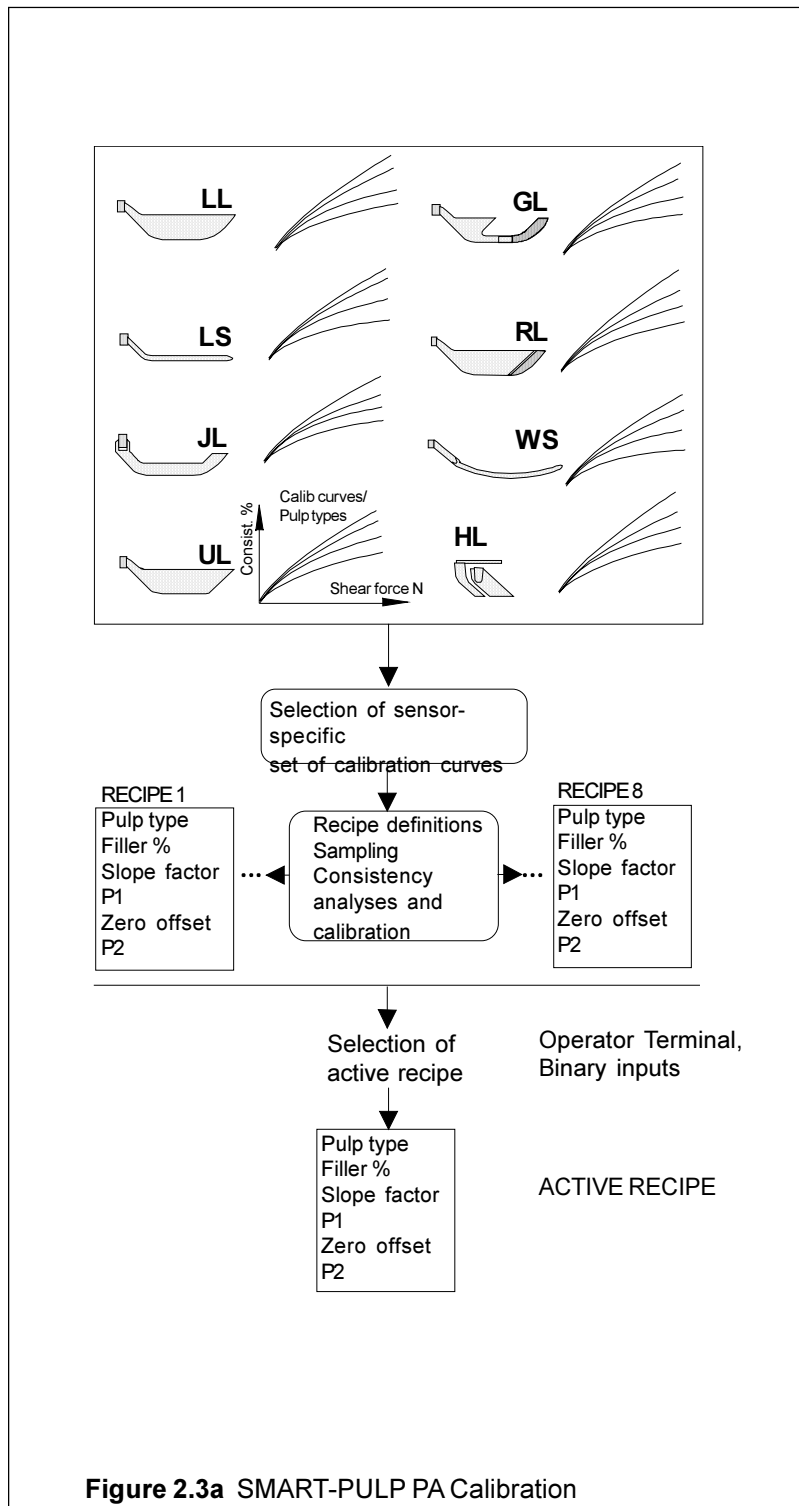 LL
GL
LS
RL
JL
WS
Calib curves/
Pulp types
Consist. %
UL
HL
Shear force N
Selection of sensor-
specific
set of calibration curves
RECIPE 1
Pulp type
Filler %
Slope factor
P1
Zero offset
P2
...
Recipe definitions
Sampling
Consistency
analyses and
calibration
...
RECIPE 8
Pulp type
Filler %
Slope factor
P1
Zero offset
P2
Selection of
active recipe
Operator Terminal,
Binary inputs
Pulp type
Filler %
Slope factor
P1
Zero offset
P2
ACTIVE RECIPE
Figure 2.3a SMART-PULP PA Calibration